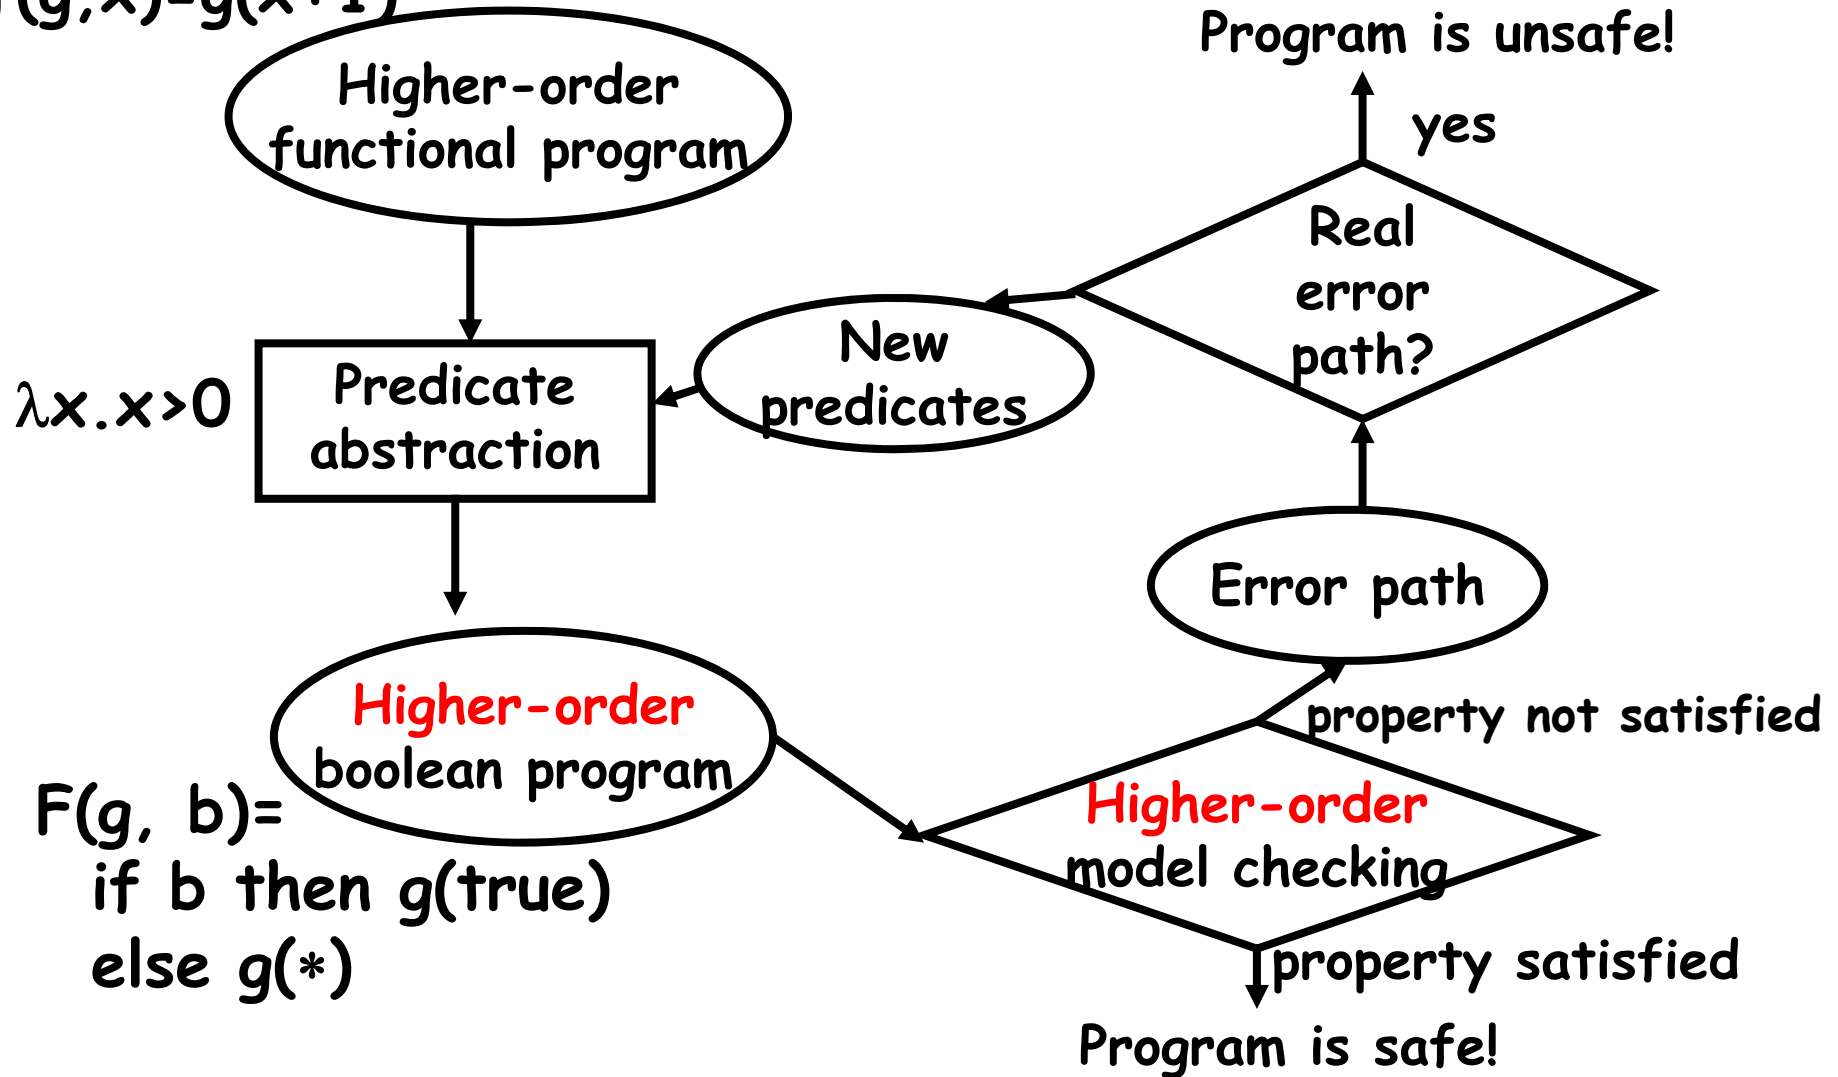 (g,x)=g(x+1)
Higher-order
functional program
Program is unsafe!
yes
Real
error
path?
New
predicates
λx.x>0
Predicate
abstraction
Error path
Higher-order
boolean program
property not satisfied
F(g, b)=
if b then g(true)
else g(*)
Higher-order
model checking
property satisfied
Program is safe!